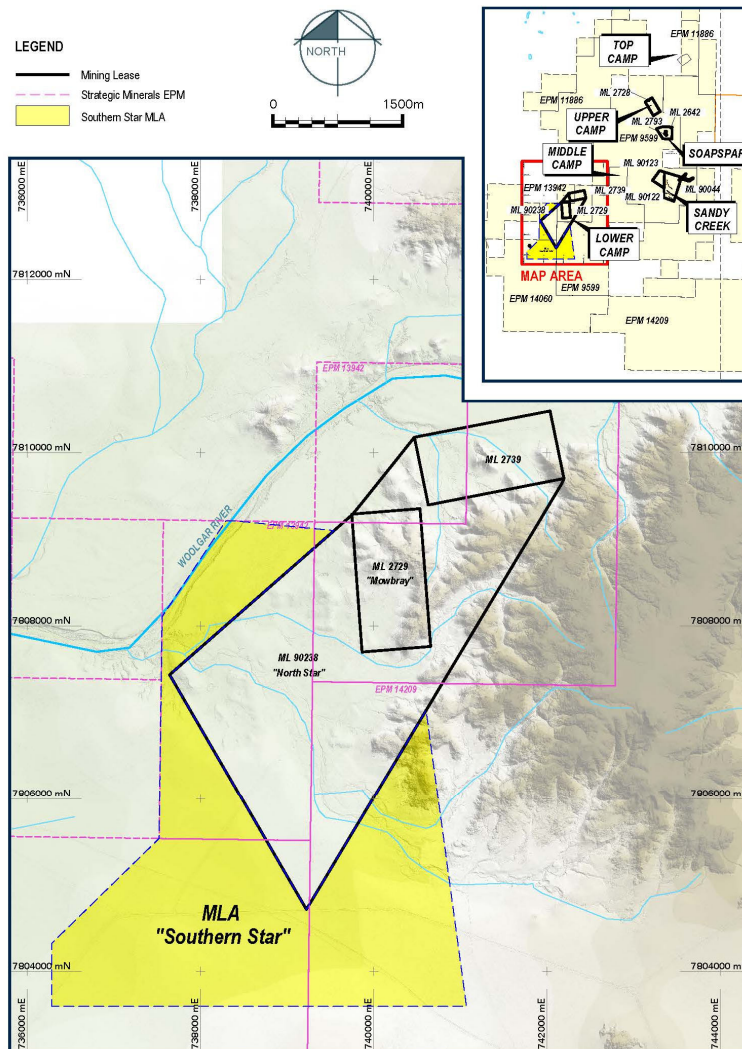 LEGEND
Mining Lease
Strategic Minerals EPM
Southern Star MLA
NORTH
0 1500m
TOP
CAMP
EPM 11886
EPM 11886
ML 2728
ML 2642
ML 2793
UPPER
CAMP
EPM 9599
SOAPSPAR
MIDDLE
CAMP
ML 90123
EPM 13942
ML 2739
ML 90044
ML 90122
ML 90238
ML 2729
SANDY
CREEK
LOWER
CAMP
MAP AREA
EPM 9599
EPM 14060
EPM 14209
736000 mE
738000 mE
740000 mE
7812000 mN
EPM 13942
7810000 mN
7810000 mN
ML 2739
WOOLGAR RIVER
EPM 13942
ML 2729
"Mowbray"
7808000 mN
7808000 mN
ML 90238
"North Star"
EPM 14209
7906000 mN
7906000 mN
MLA
"Southern Star"
7804000 mN
7804000 mN
736000 mE
738000 mE
740000 mE
742000 mE
744000 mE